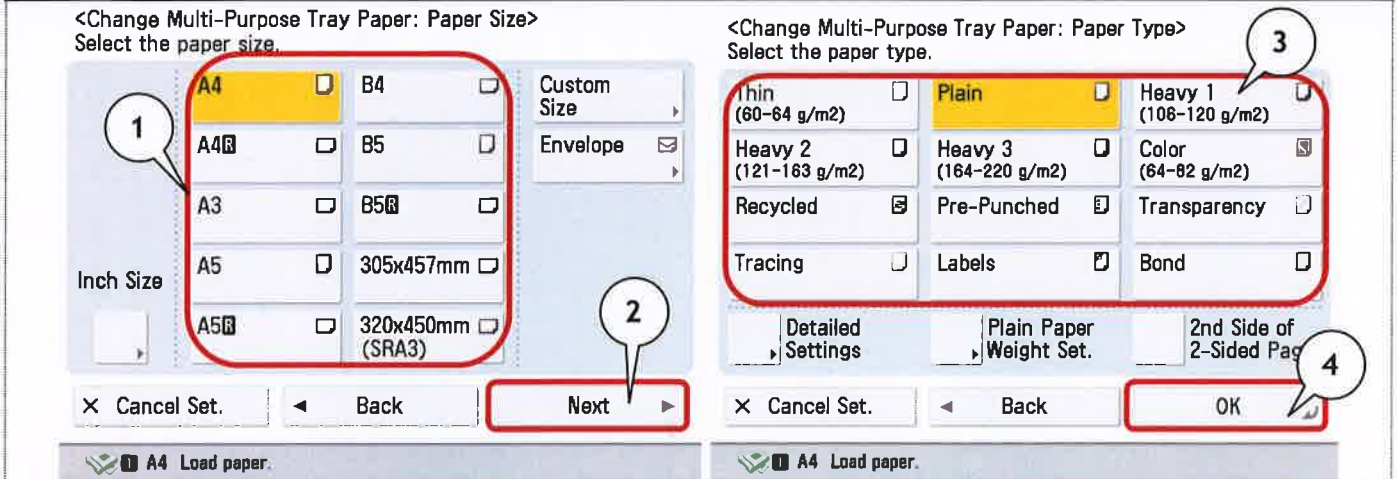 <Change Multi-Purpose Tray Paper: Paper Size>
Select the paper size.
A4
B4
Custom
Size
1
A4R
B5
Envelope
A3
B5R
Inch Size
A5
305x457mm
2
A5R
320x450mm
(SRA3)
× Cancel Set.
◄ Back
Next ►
1 A4 Load paper.
<Change Multi-Purpose Tray Paper: Paper Type>
Select the paper type.
3
Thin
(60-64 g/m2)
Plain
Heavy 1
(106-120 g/m2)
Heavy 2
(121-163 g/m2)
Heavy 3
(164-220 g/m2)
Color
(64-82 g/m2)
Recycled
Pre-Punched
Transparency
Tracing
Labels
Bond
Detailed
Settings
Plain Paper
Weight Set.
2nd Side of
2-Sided Pag
4
× Cancel Set.
◄ Back
OK
1 A4 Load paper.